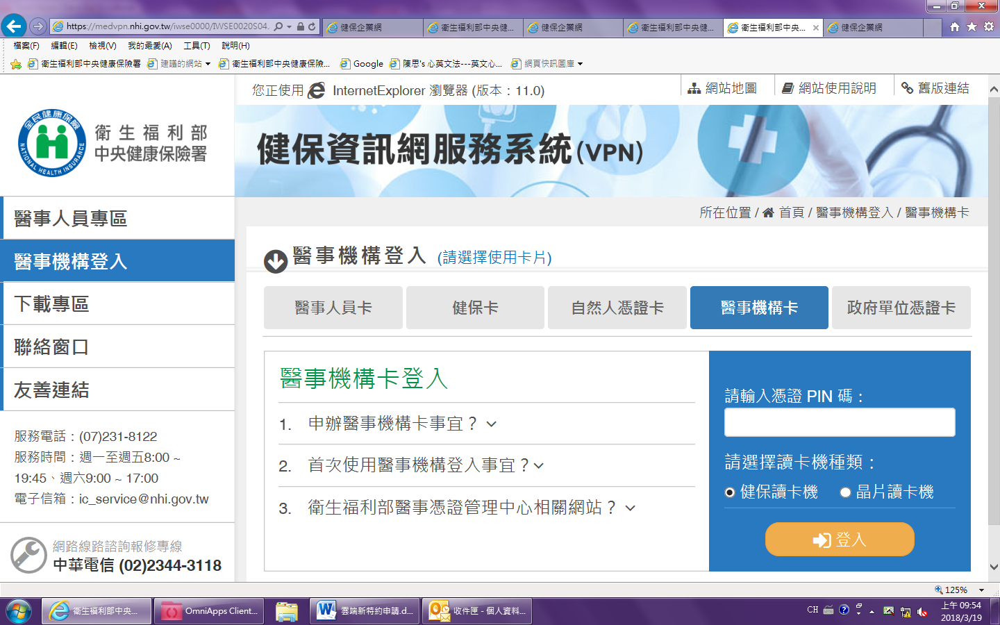 https://medvpn.nhi.gov.tw/iwse0000/IWSE0020S04.
健保企業網
衛生福利部中央健...
健保企業網
衛生福利部中央健...
衛生福利部中央...
健保企業網
檔案(F) 編輯(E) 檢視(V) 我的最愛(A) 工具(T) 說明(H)
衛生福利部中央健康保險署 建議的網站 衛生福利部中央健康保險... Google 陳思's 心英文法---英文心... 網頁快訊圖庫
全民健康保險
NATIONAL HEALTH INSURANCE
衛生福利部
中央健康保險署
您正使用 InternetExplorer 瀏覽器 (版本：11.0)
網站地圖 網站使用說明 舊版連結
健保資訊網服務系統(VPN)
所在位置 / 首頁 / 醫事機構登入 / 醫事機構卡
醫事人員專區
醫事機構登入
下載專區
聯絡窗口
友善連結
服務電話：(07)231-8122
服務時間：週一至週五8:00 ~
19:45、週六9:00 ~ 17:00
電子信箱：ic_service@nhi.gov.tw
網路線路諮詢報修專線
中華電信 (02)2344-3118
醫事機構登入 (請選擇使用卡片)
醫事人員卡 健保卡 自然人憑證卡 醫事機構卡 政府單位憑證卡
醫事機構卡登入
1. 申辦醫事機構卡事宜？
2. 首次使用醫事機構登入事宜？
3. 衛生福利部醫事憑證管理中心相關網站？
請輸入憑證 PIN 碼：
請選擇讀卡機種類：
健保讀卡機 晶片讀卡機
登入
125%
衛生福利部中央...
OmniApps Client...
雲端新特約申請.d...
收件匣 - 個人資料...
CH
上午 09:54
2018/3/19